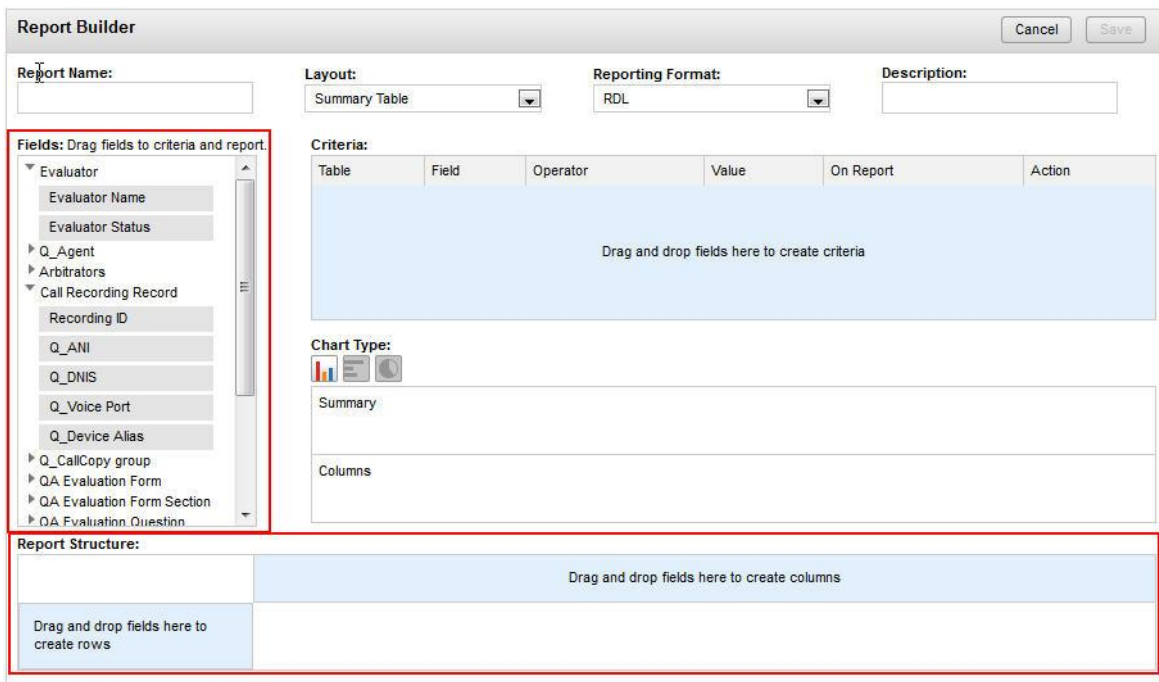 Report Builder
Cancel
Save
Report Name:
Layout:
Reporting Format:
Description:
Summary Table
RDL
Fields: Drag fields to criteria and report.
Evaluator
Evaluator Name
Evaluator Status
Q_Agent
Arbitrators
Call Recording Record
Recording ID
Q_ANI
Q_DNIS
Q_Voice Port
Q_Device Alias
Q_CallCopy group
QA Evaluation Form
QA Evaluation Form Section
QA Evaluation Question
Criteria:
Table Field Operator Value On Report Action
Drag and drop fields here to create criteria
Chart Type:
Summary
Columns
Report Structure:
Drag and drop fields here to create columns
Drag and drop fields here to
create rows